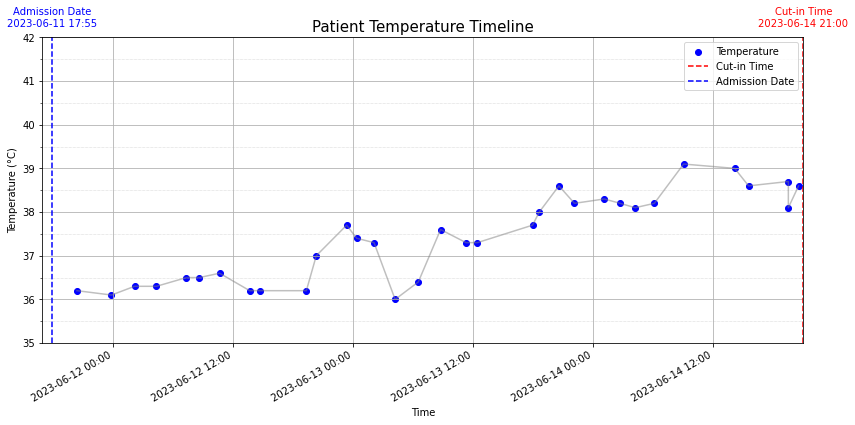 Admission Date
2023-06-11 17:55
Cut-in Time
2023-06-14 21:00
Patient Temperature Timeline
Temperature
Cut-in Time
Admission Date
Temperature (°C)
42
41
40
39
38
37
36
35
2023-06-12 00:00
2023-06-12 12:00
2023-06-13 00:00
2023-06-13 12:00
2023-06-14 00:00
2023-06-14 12:00
Time